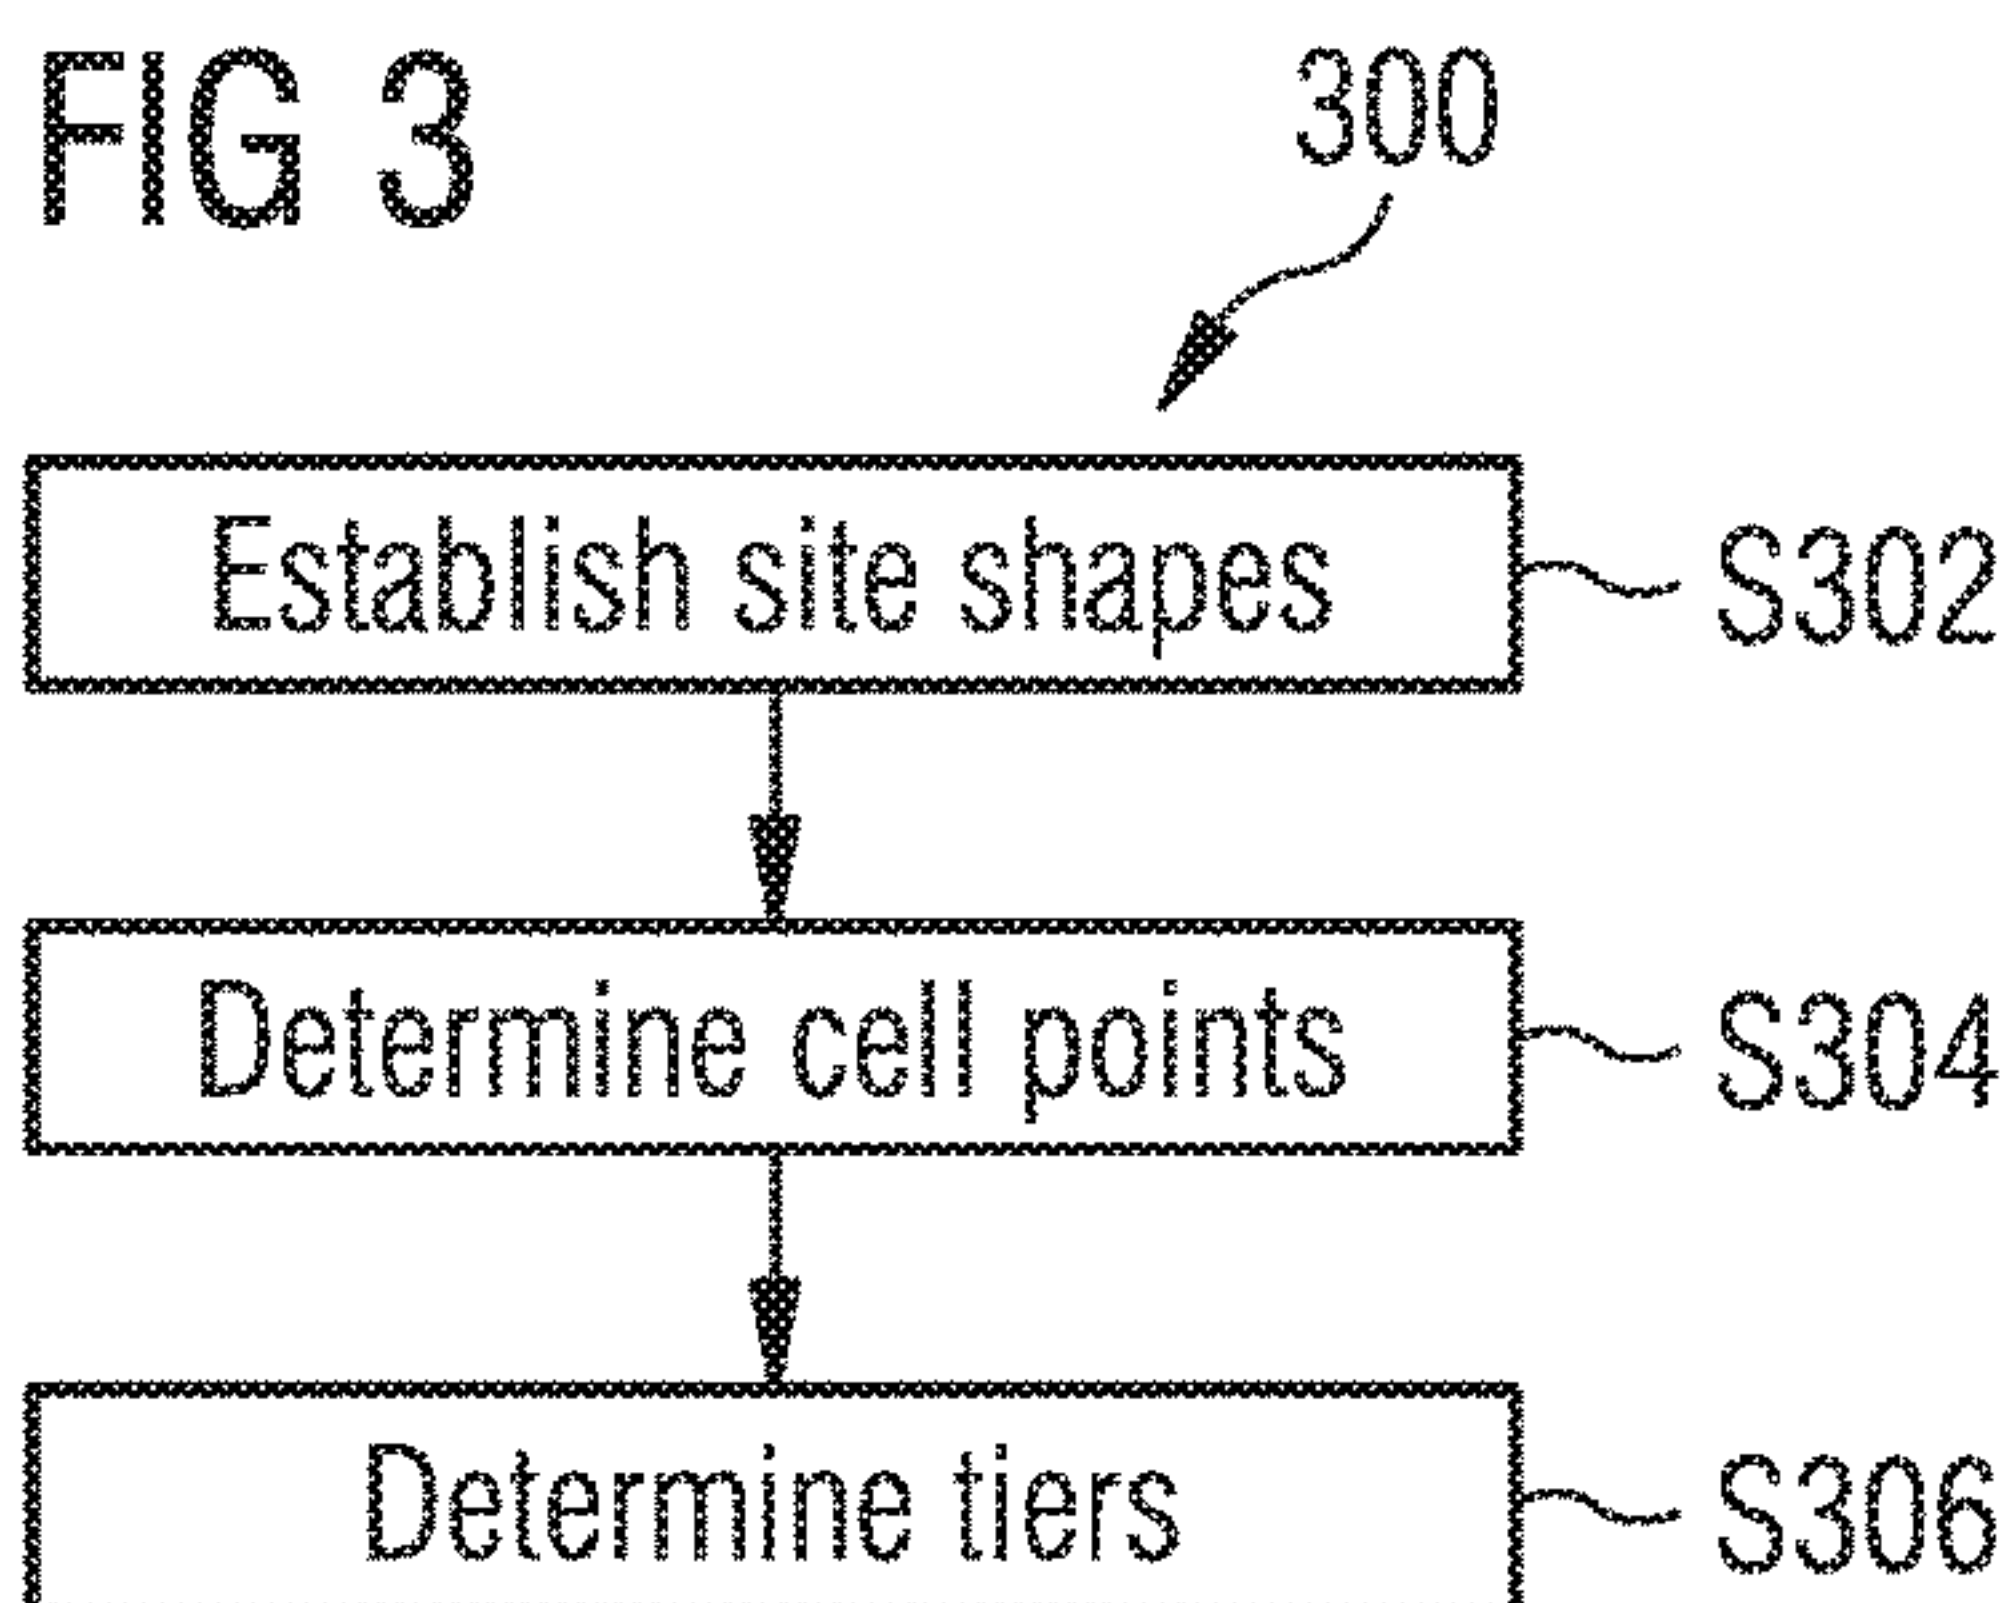 FIG 3
300
Establish site shapes
S302
Determine cell points
S304
Determine tiers
S306